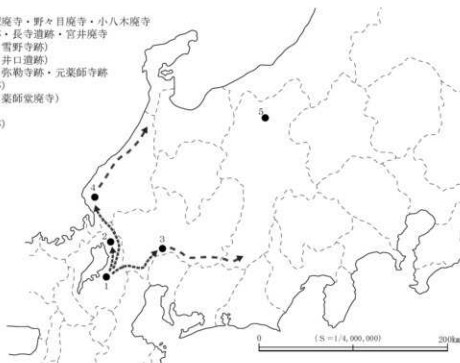 廃寺・野々目廃寺・小八木廃寺
・長寺遺跡・宮井廃寺
雪野寺跡)
井口遺跡)
弥勒寺跡・元薬師寺跡
)
薬師堂廃寺)
)
5
4
3
1
0 (S=1/4,000,000) 200km